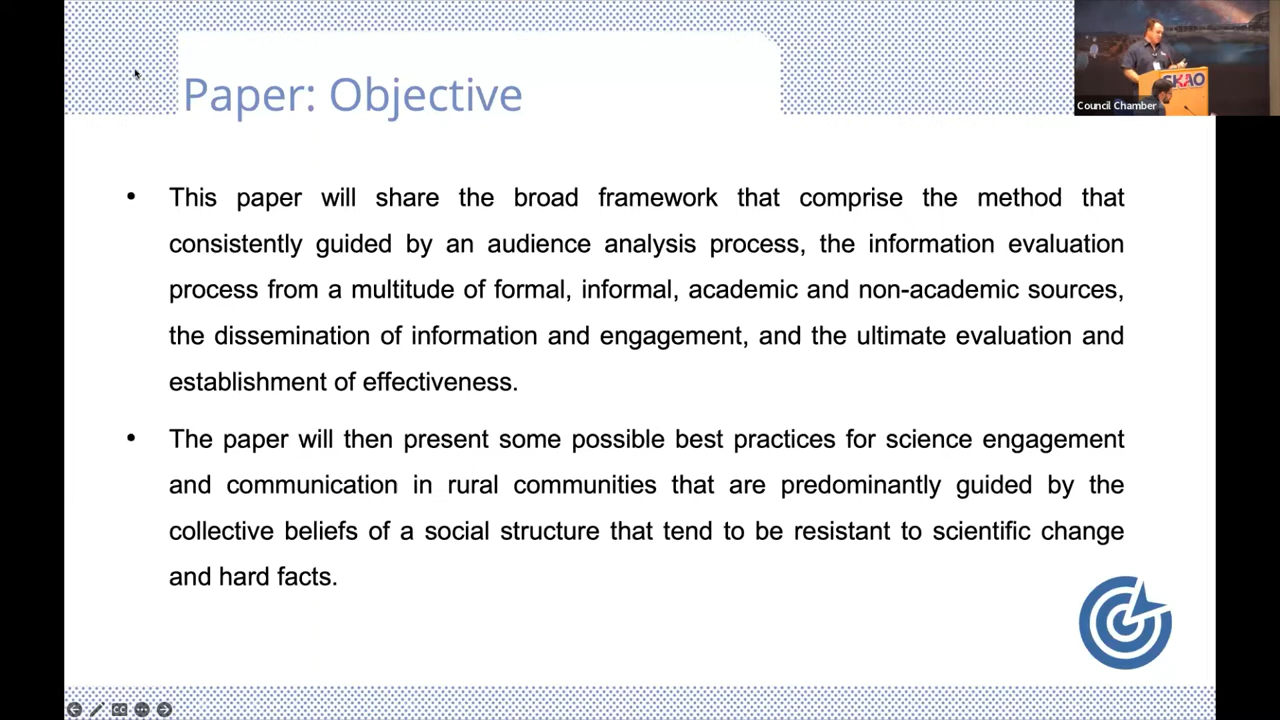 Paper: Objective
SKAO
Council Chamber
• This paper will share the broad framework that comprise the method that
consistently guided by an audience analysis process, the information evaluation
process from a multitude of formal, informal, academic and non-academic sources,
the dissemination of information and engagement, and the ultimate evaluation and
establishment of effectiveness.
• The paper will then present some possible best practices for science engagement
and communication in rural communities that are predominantly guided by the
collective beliefs of a social structure that tend to be resistant to scientific change
and hard facts.
CC